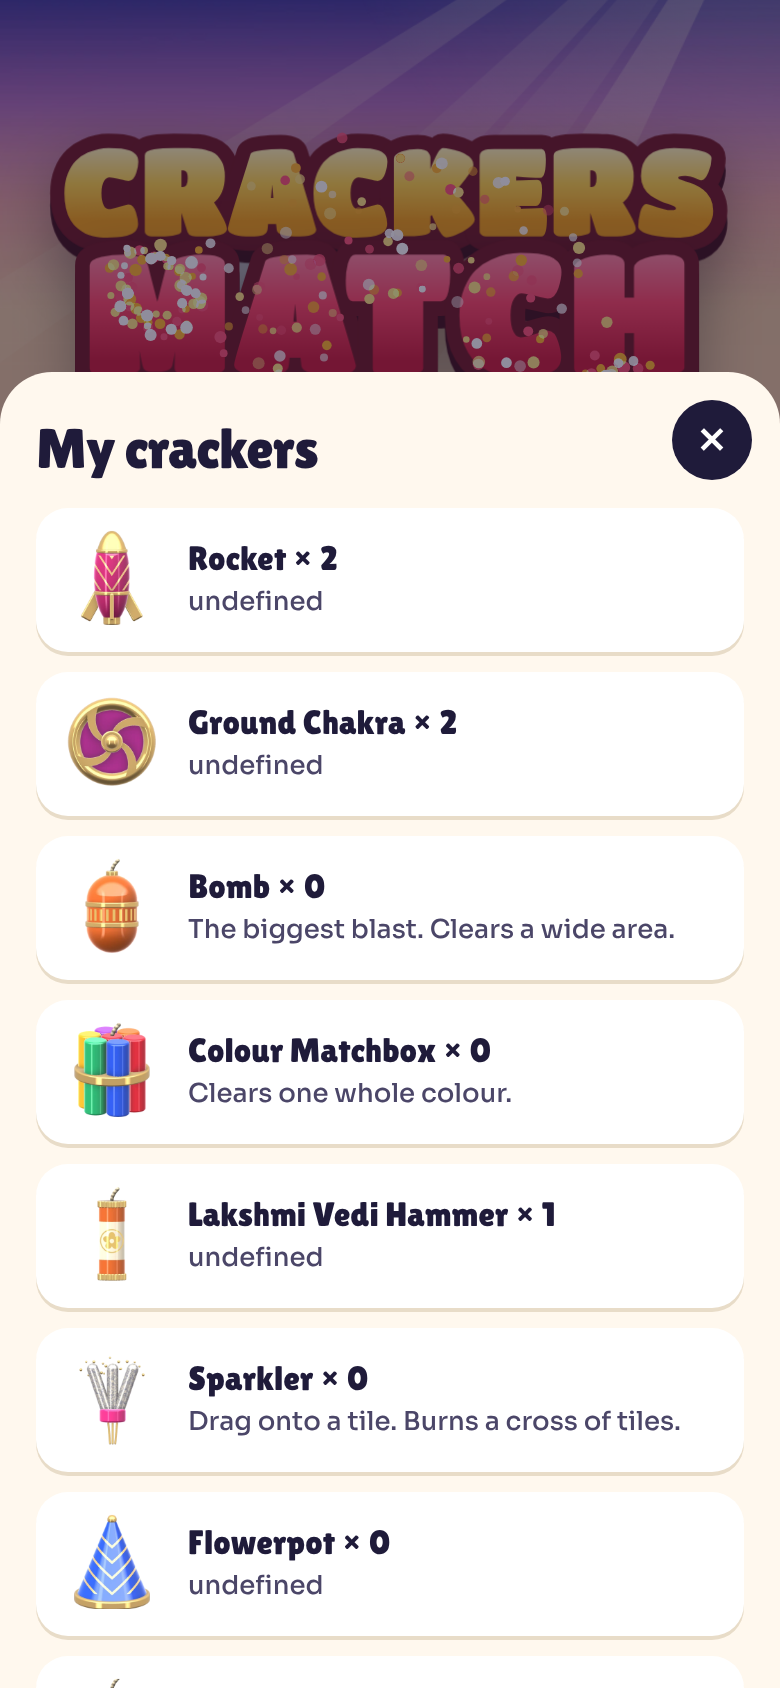 CRACKERS
MATCH
My crackers
×
Rocket × 2
undefined
Ground Chakra × 2
undefined
Bomb × 0
The biggest blast. Clears a wide area.
Colour Matchbox × 0
Clears one whole colour.
Lakshmi Vedi Hammer × 1
undefined
Sparkler × 0
Drag onto a tile. Burns a cross of tiles.
Flowerpot × 0
undefined